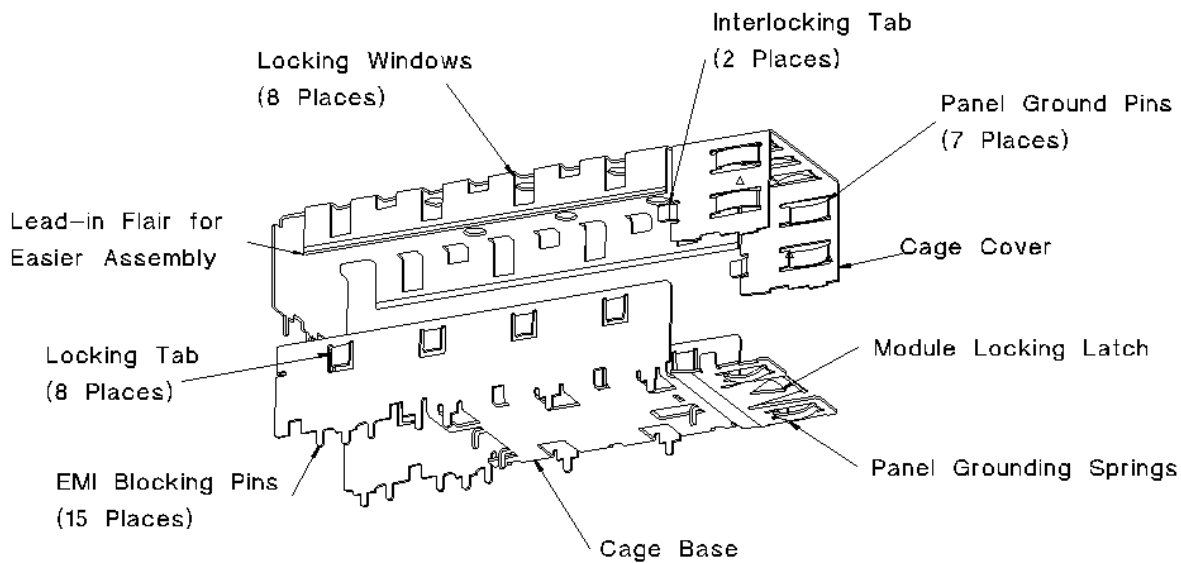 Interlocking Tab
(2 Places)
Locking Windows
(8 Places)
Panel Ground Pins
(7 Places)
Lead-in Flair for
Easier Assembly
Cage Cover
Locking Tab
(8 Places)
Module Locking Latch
EMI Blocking Pins
(15 Places)
Panel Grounding Springs
Cage Base